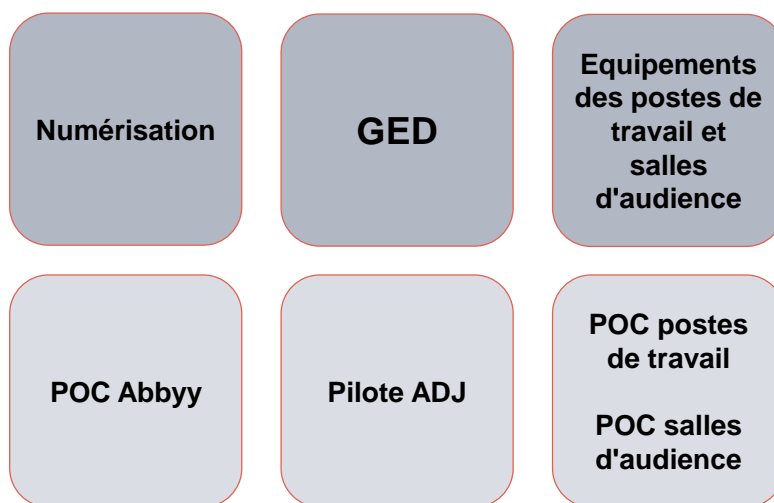 Numérisation
GED
Equipements
des postes de
travail et
salles
d'audience
POC Abbyy
Pilote ADJ
POC postes
de travail
POC salles
d'audience